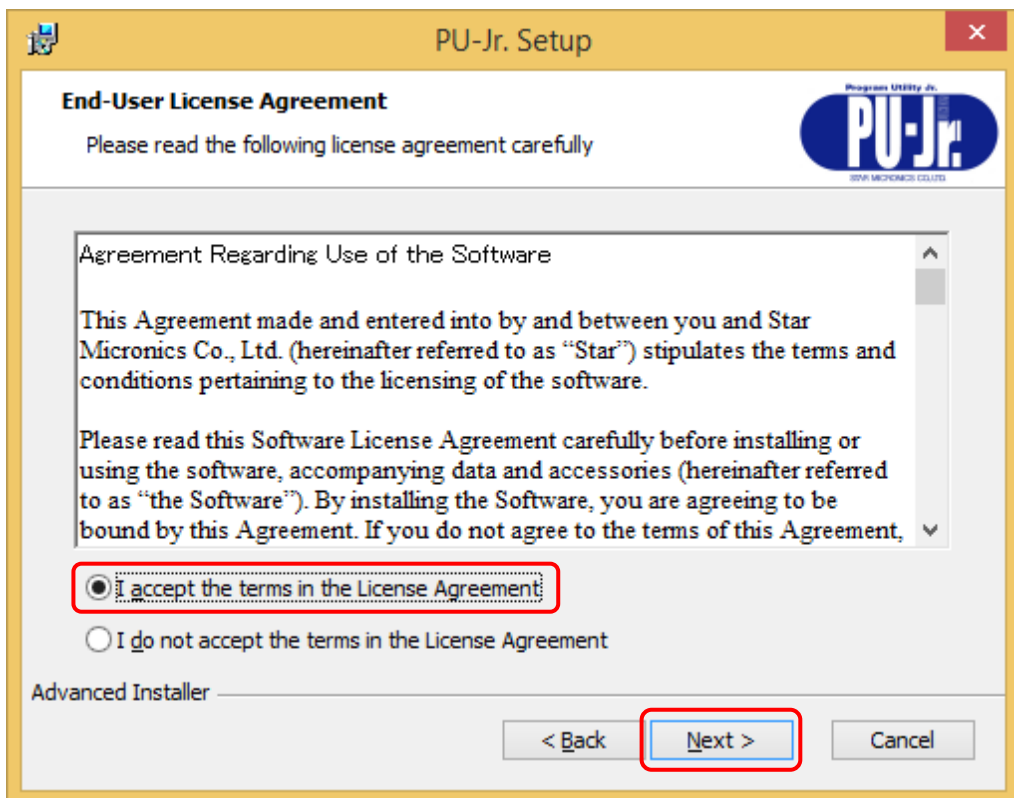 PU-Jr. Setup
End-User License Agreement
Please read the following license agreement carefully
Program Utility Jr.
PU-Jr.
STAR MICRONICS CO.,LTD.
Agreement Regarding Use of the Software
This Agreement made and entered into by and between you and Star
Micronics Co., Ltd. (hereinafter referred to as “Star”) stipulates the terms and
conditions pertaining to the licensing of the software.
Please read this Software License Agreement carefully before installing or
using the software, accompanying data and accessories (hereinafter referred
to as “the Software”). By installing the Software, you are agreeing to be
bound by this Agreement. If you do not agree to the terms of this Agreement,
I accept the terms in the License Agreement
I do not accept the terms in the License Agreement
Advanced Installer
< Back
Next >
Cancel